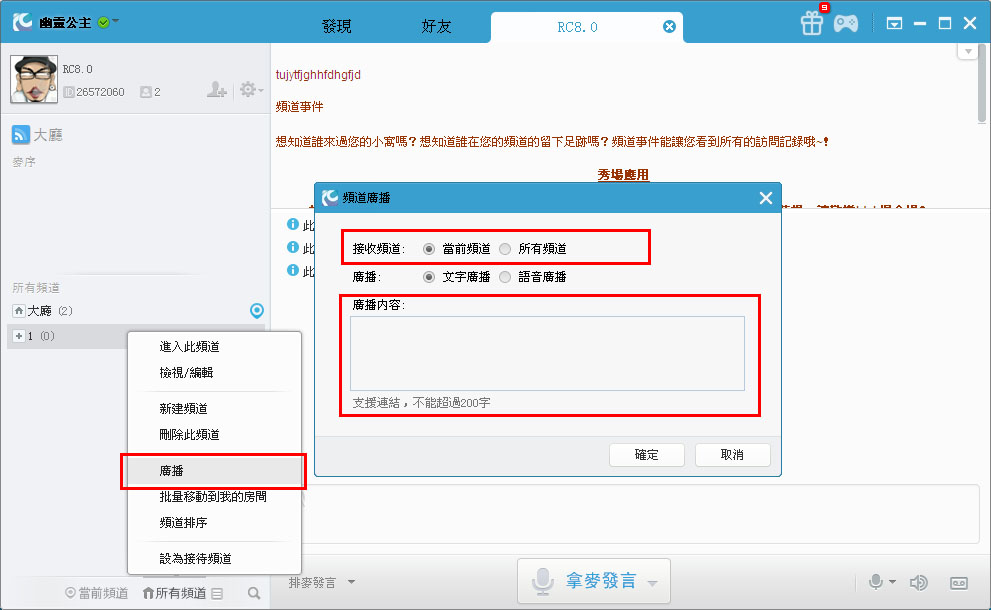 幽靈公主
發現
好友
RC8.0
9
RC8.0
ID 26572060
2
大廳
麥序
所有頻道
大廳 (2)
1 (0)
tujytfjghhfdhgfjd
頻道事件
想知道誰來過您的小窩嗎？想知道誰在您的頻道的留下足跡嗎？頻道事件能讓您看到所有的訪問記錄哦~!
秀場應用
此
此
此
頻道廣播
接收頻道:
當前頻道
所有頻道
廣播:
文字廣播
語音廣播
廣播內容:
支援連結，不能超過200字
確定
取消
進入此頻道
檢視/編輯
新建頻道
刪除此頻道
廣播
批量移動到我的房間
頻道排序
設為接待頻道
當前頻道
所有頻道
排麥發言
拿麥發言